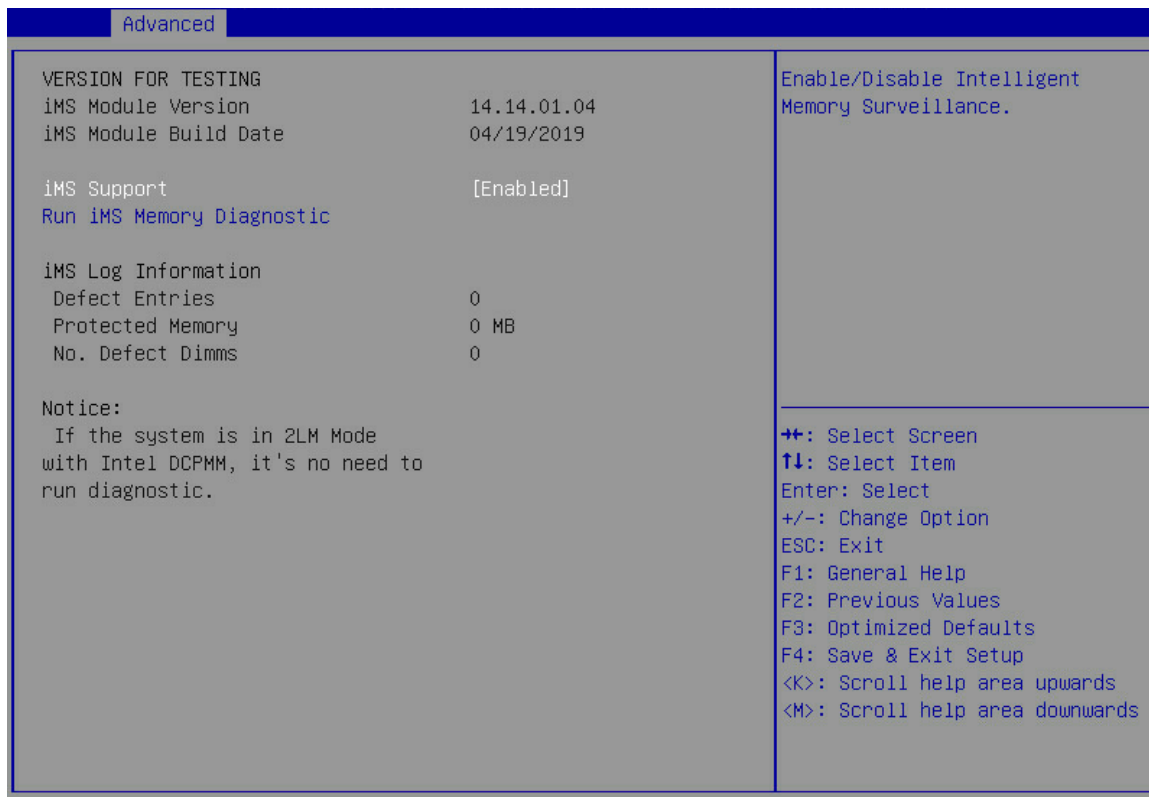 Advanced
VERSION FOR TESTING
iMS Module Version 14.14.01.04
iMS Module Build Date 04/19/2019
iMS Support [Enabled]
Run iMS Memory Diagnostic
iMS Log Information
Defect Entries 0
Protected Memory 0 MB
No. Defect Dimms 0
Notice:
If the system is in 2LM Mode
with Intel DCPMM, it's no need to
run diagnostic.
Enable/Disable Intelligent
Memory Surveillance.
→←: Select Screen
↑↓: Select Item
Enter: Select
+/-: Change Option
ESC: Exit
F1: General Help
F2: Previous Values
F3: Optimized Defaults
F4: Save & Exit Setup
<K>: Scroll help area upwards
<M>: Scroll help area downwards